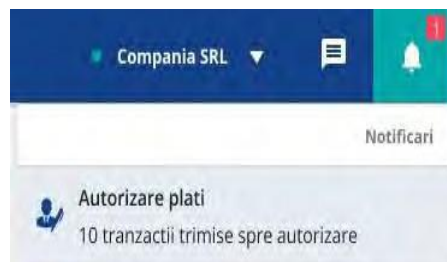 Compania SRL
1
Notificari
Autorizare plati
10 tranzactii trimise spre autorizare